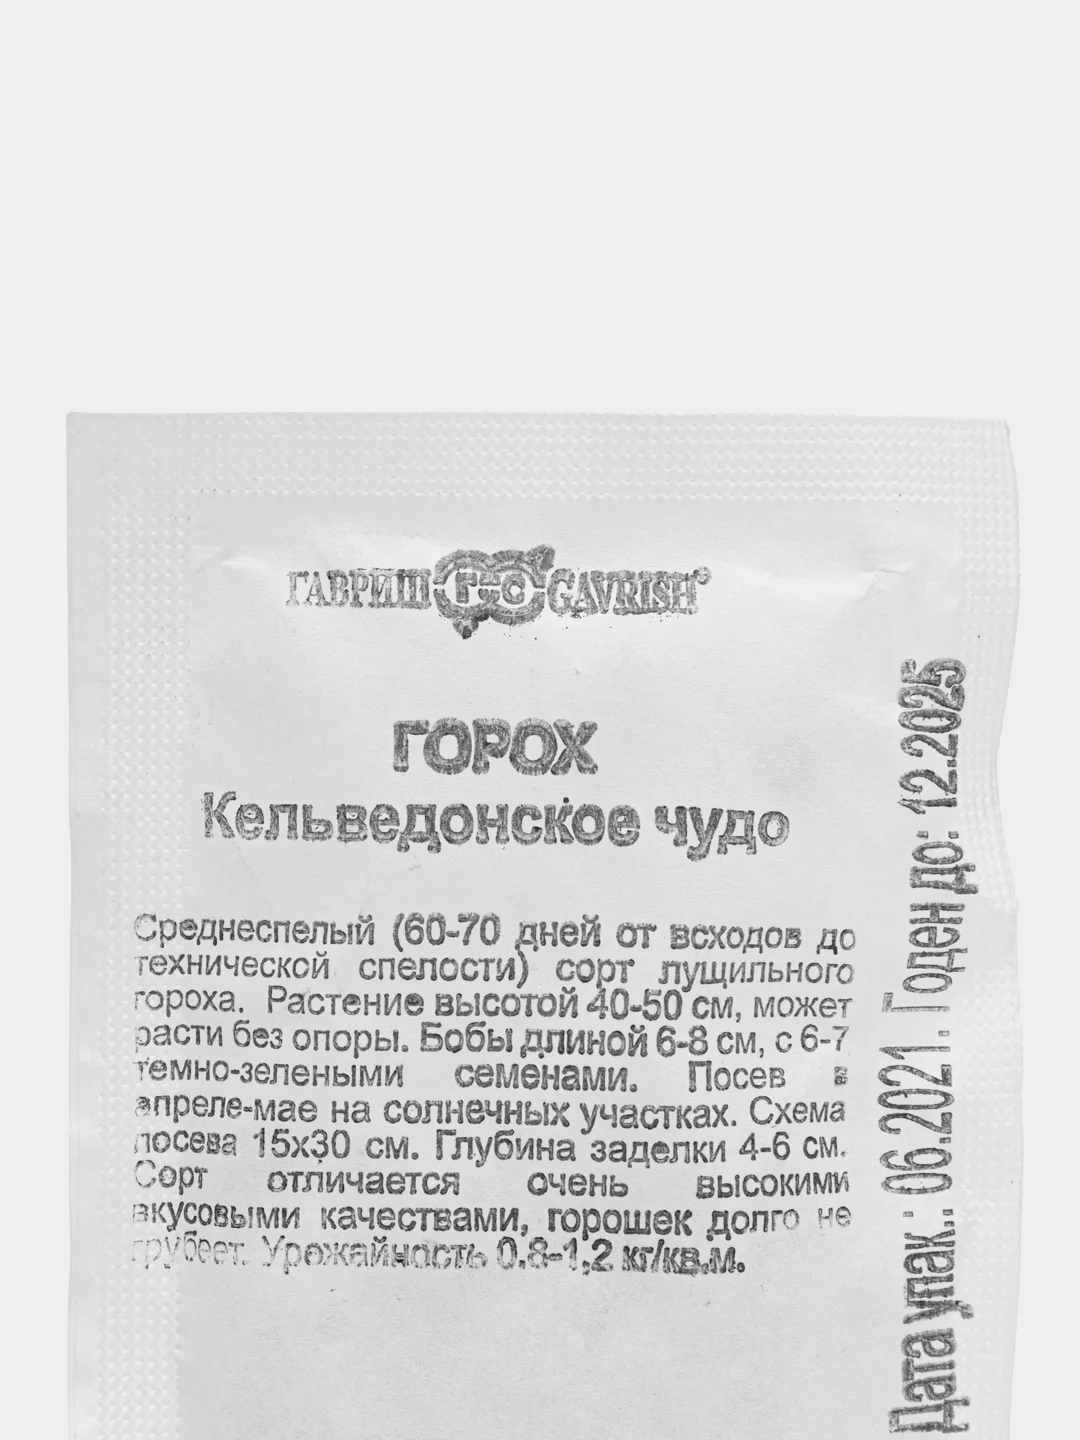 ГАВРИШ Г-С GAVRISH®
ГОРОХ
Кельведонское чудо
Среднеспелый (60-70 дней от всходов до
технической спелости) сорт лущильного
гороха. Растение высотой 40-50 см, может
расти без опоры. Бобы длиной 6-8 см, с 6-7
темно-зелеными семенами. Посев в
апреле-мае на солнечных участках. Схема
посева 15х30 см. Глубина заделки 4-6 см.
Сорт отличается очень высокими
вкусовыми качествами, горошек долго не
грубеет. Урожайность 0,8-1,2 кг/кв.м.
Дата упак.: 06.2021. Годен до: 12.2025